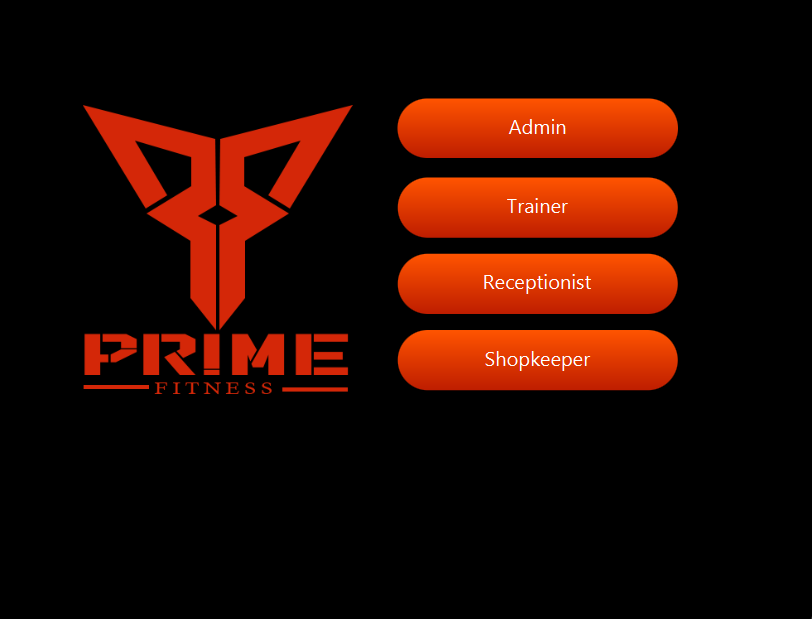 PRIME
FITNESS
Admin
Trainer
Receptionist
Shopkeeper